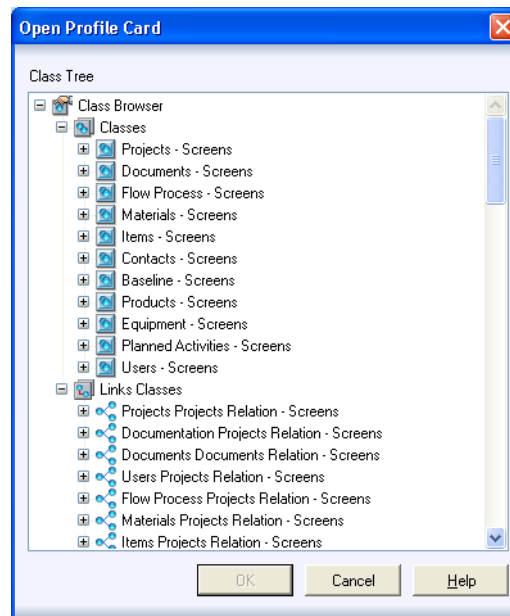 Open Profile Card
Class Tree
Class Browser
Classes
Projects - Screens
Documents - Screens
Flow Process - Screens
Materials - Screens
Items - Screens
Contacts - Screens
Baseline - Screens
Products - Screens
Equipment - Screens
Planned Activities - Screens
Users - Screens
Links Classes
Projects Projects Relation - Screens
Documentation Projects Relation - Screens
Documents Documents Relation - Screens
Users Projects Relation - Screens
Flow Process Projects Relation - Screens
Materials Projects Relation - Screens
Items Projects Relation - Screens
OK Cancel Help